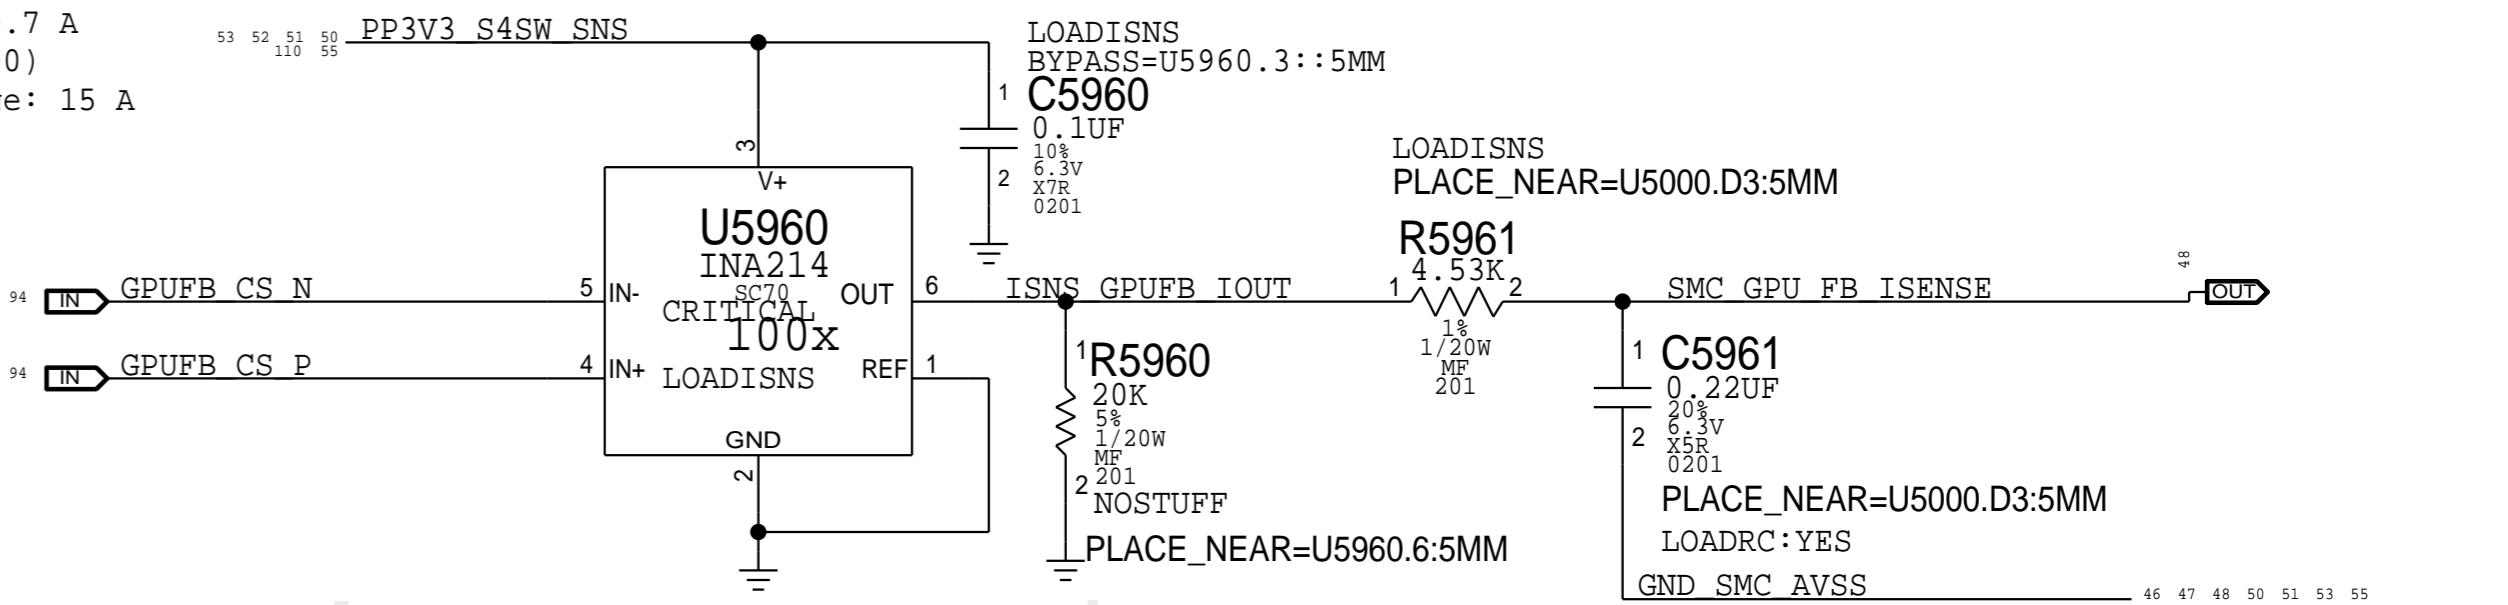 .7 A
0)
e: 15 A
53 52 51 50
110 55
PP3V3_S4SW_SNS
LOADISNS
BYPASS=U5960.3::5MM
1
C5960
0.1UF
10%
6.3V
X7R
0201
2
3
V+
U5960
INA214
SC70
CRITICAL
100x
LOADISNS
94 IN GPUFB_CS_N 5 IN-
94 IN GPUFB_CS_P 4 IN+
OUT 6 ISNS_GPUFB_IOUT
REF 1
GND
2
1
R5960
20K
5%
1/20W
MF
201
2
NOSTUFF
PLACE_NEAR=U5960.6:5MM
LOADISNS
PLACE_NEAR=U5000.D3:5MM
R5961
4.53K
1 2
1%
1/20W
MF
201
SMC_GPU_FB_ISENSE
48
OUT
1
C5961
0.22UF
20%
6.3V
X5R
0201
2
PLACE_NEAR=U5000.D3:5MM
LOADRC:YES
GND_SMC_AVSS
46 47 48 50 51 53 55